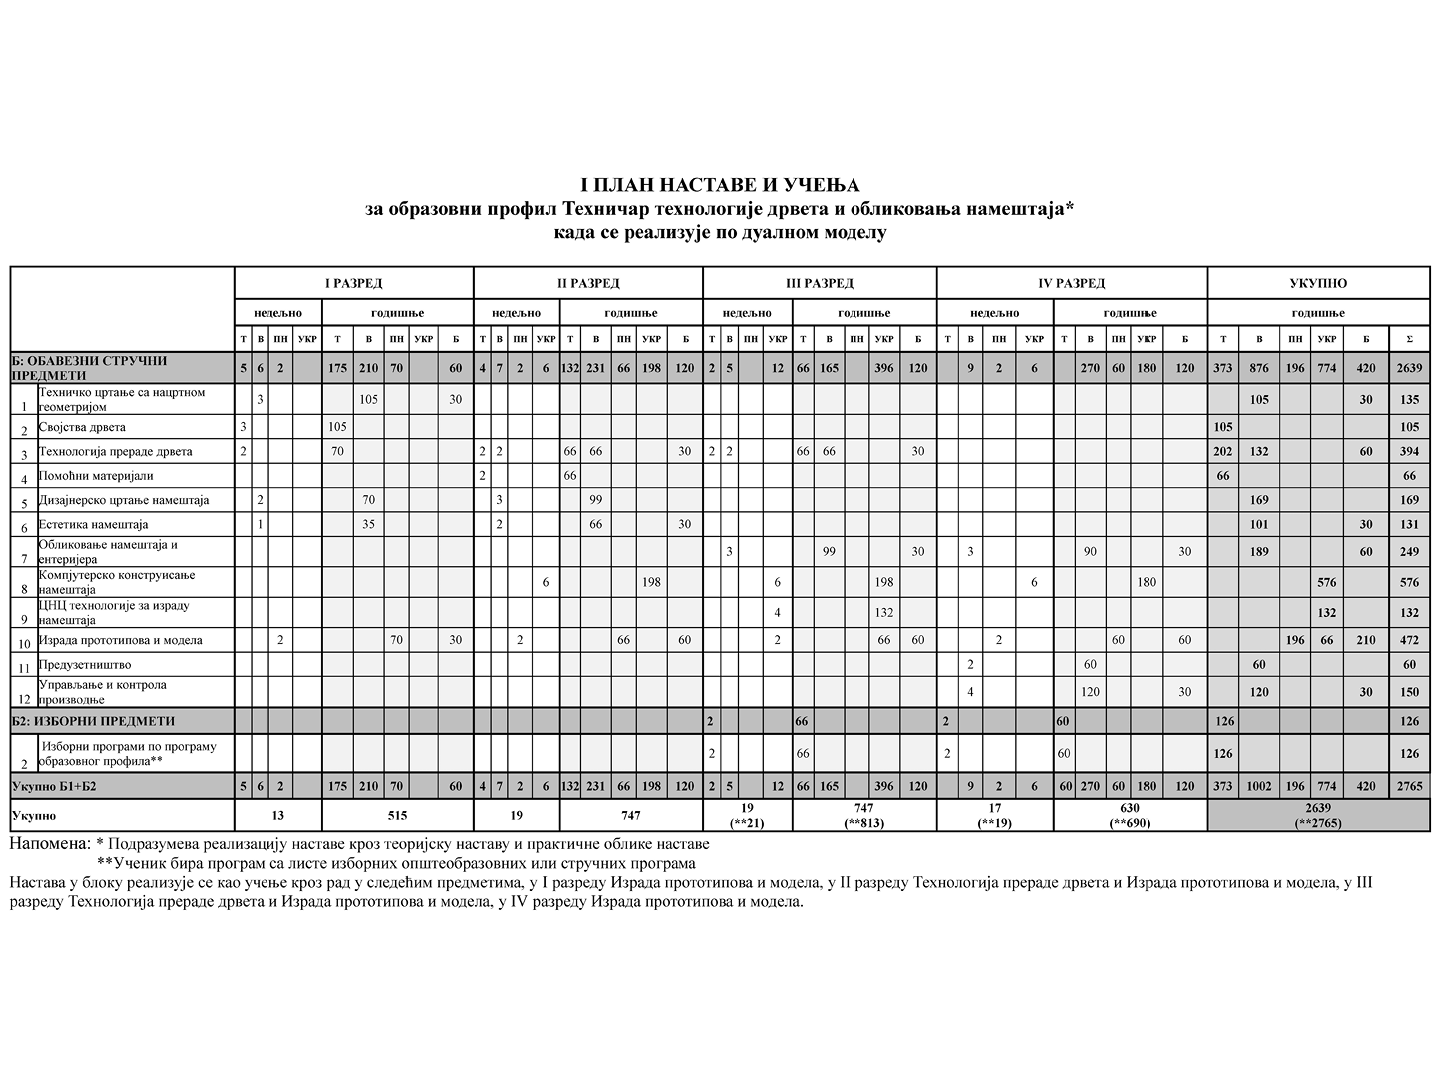 I ПЛАН НАСТАВЕ И УЧЕЊА
за образовни профил Техничар технологије дрвета и обликовања намештаја*
када се реализује по дуалном моделу
I РАЗРЕД II РАЗРЕД III РАЗРЕД IV РАЗРЕД УКУПНО
недељно годишње недељно годишње недељно годишње недељно годишње годишње
Т В ПН УКР Т В ПН УКР Б Т В ПН УКР Т В ПН УКР Б Т В УКР Т В ПН УКР Б Т В ПН УКР Т В ПН УКР Б Т В ПН УКР Б Σ
Б: ОБАВЕЗНИ СТРУЧНИ
ПРЕДМЕТИ 5 6 2 175 210 70 60 4 7 2 6 132 231 66 198 120 2 5 12 66 165 396 120 9 2 6 270 60 180 120 373 876 196 774 420 2639
1 Техничко цртање са нацртном
геометријом 3 105 30 105 30 135
2 Својства дрвета 3 105 105 105
3 Технологија прераде дрвета 2 70 2 2 66 66 30 2 2 66 66 30 202 132 60 394
4 Помоћни материјали 2 66 66 66
5 Дизајнерско цртање намештаја 2 70 3 99 169 169
6 Естетика намештаја 1 35 2 66 30 101 30 131
7 Обликовање намештаја и
ентеријера 3 99 30 3 90 30 189 60 249
8 Компјутерско конструисање
намештаја 6 198 6 198 6 180 576 576
9 ЦНЦ технологије за израду
намештаја 4 132 132 132
10 Израда прототипова и модела 2 70 30 2 66 60 2 66 60 2 60 60 196 66 210 472
11 Предузетништво 2 60 60 60
12 Управљање и контрола
производње 4 120 30 120 30 150
Б2: ИЗБОРНИ ПРЕДМЕТИ 2 66 2 60 126 126
2 Изборни програми по програму
образовног профила** 2 66 2 60 126 126
Укупно Б1+Б2 5 6 2 175 210 70 60 4 7 2 6 132 231 66 198 120 2 5 12 66 165 396 120 9 2 6 60 270 60 180 120 373 1002 196 774 420 2765
Укупно 13 515 19 747 19 747 17 630 2639
(**21) (**813) (**19) (**690) (**2765)
Напомена: * Подразумева реализацију наставе кроз теоријску наставу и практичне облике наставе
**Ученик бира програм са листе изборних општеобразовних или стручних програма
Настава у блоку реализује се као учење кроз рад у следећим предметима, у I разреду Израда прототипова и модела, у II разреду Технологија прераде дрвета и Израда прототипова и модела, у III
разреду Технологија прераде дрвета и Израда прототипова и модела, у IV разреду Израда прототипова и модела.